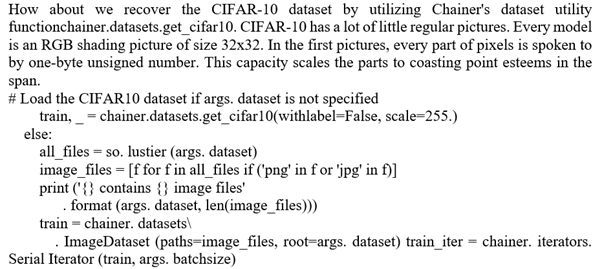 How about we recover the CIFAR-10 dataset by utilizing Chainer's dataset utility
functionchainer.datasets.get_cifar10. CIFAR-10 has a lot of little regular pictures. Every model
is an RGB shading picture of size 32x32. In the first pictures, every part of pixels is spoken to
by one-byte unsigned number. This capacity scales the parts to coasting point esteems in the
span.
# Load the CIFAR10 dataset if args. dataset is not specified
train, _ = chainer.datasets.get_cifar10(withlabel=False, scale=255.)
else:
all_files = so. lustier (args. dataset)
image_files = [f for f in all_files if ('png' in f or 'jpg' in f)]
print ('{} contains {} image files'
. format (args. dataset, len(image_files)))
train = chainer. datasets\
. ImageDataset (paths=image_files, root=args. dataset) train_iter = chainer. iterators.
Serial Iterator (train, args. batchsize)